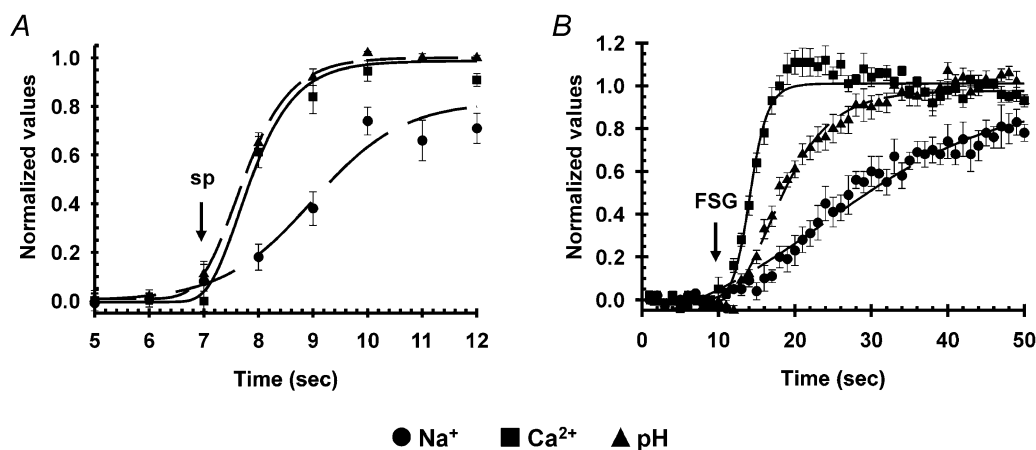 A
B
Normalized values
1.0
0.8
0.6
0.4
0.2
0.0
sp
5 6 7 8 9 10 11 12
Time (sec)
Normalized values
1.2
1.0
0.8
0.6
0.4
0.2
0.0
FSG
0 10 20 30 40 50
Time (sec)
Na⁺ Ca²⁺ pH